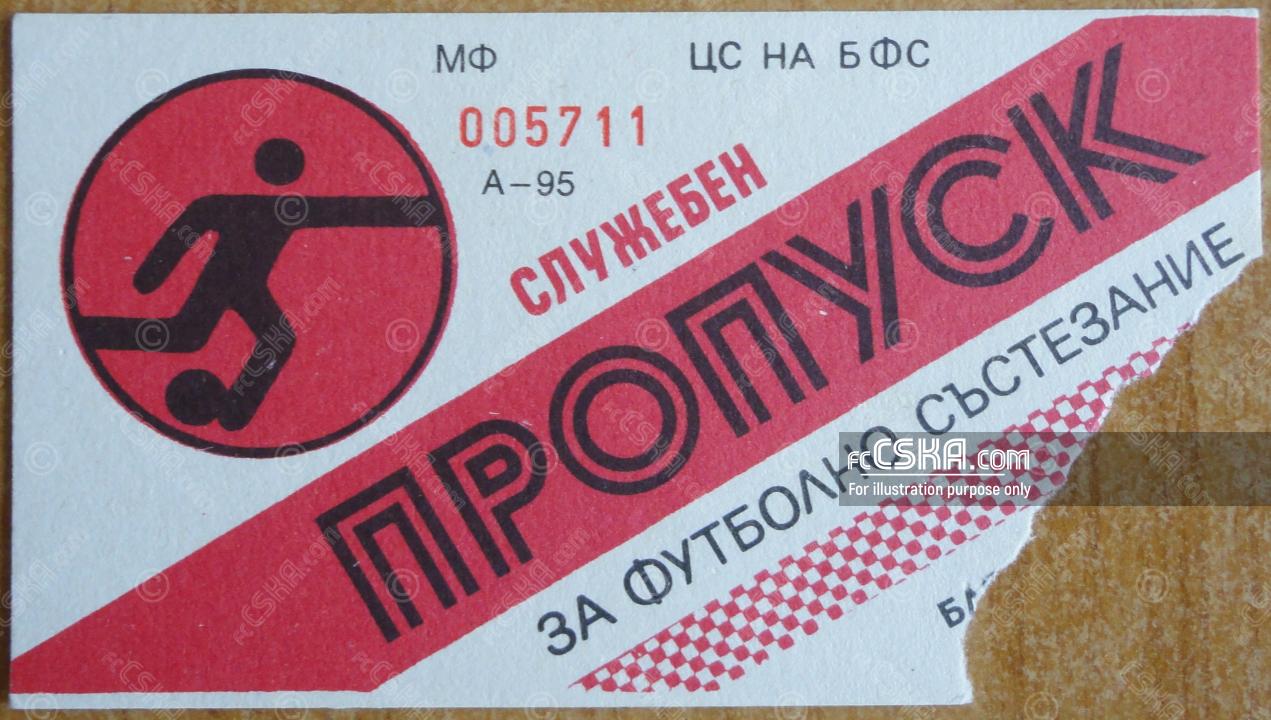 МФ
ЦС НА БФС
005711
А-95
СЛУЖЕБЕН
ПРОПУСК
ЗА ФУТБОЛНО СЪСТЕЗАНИЕ
fcCSKA.com
For illustration purpose only